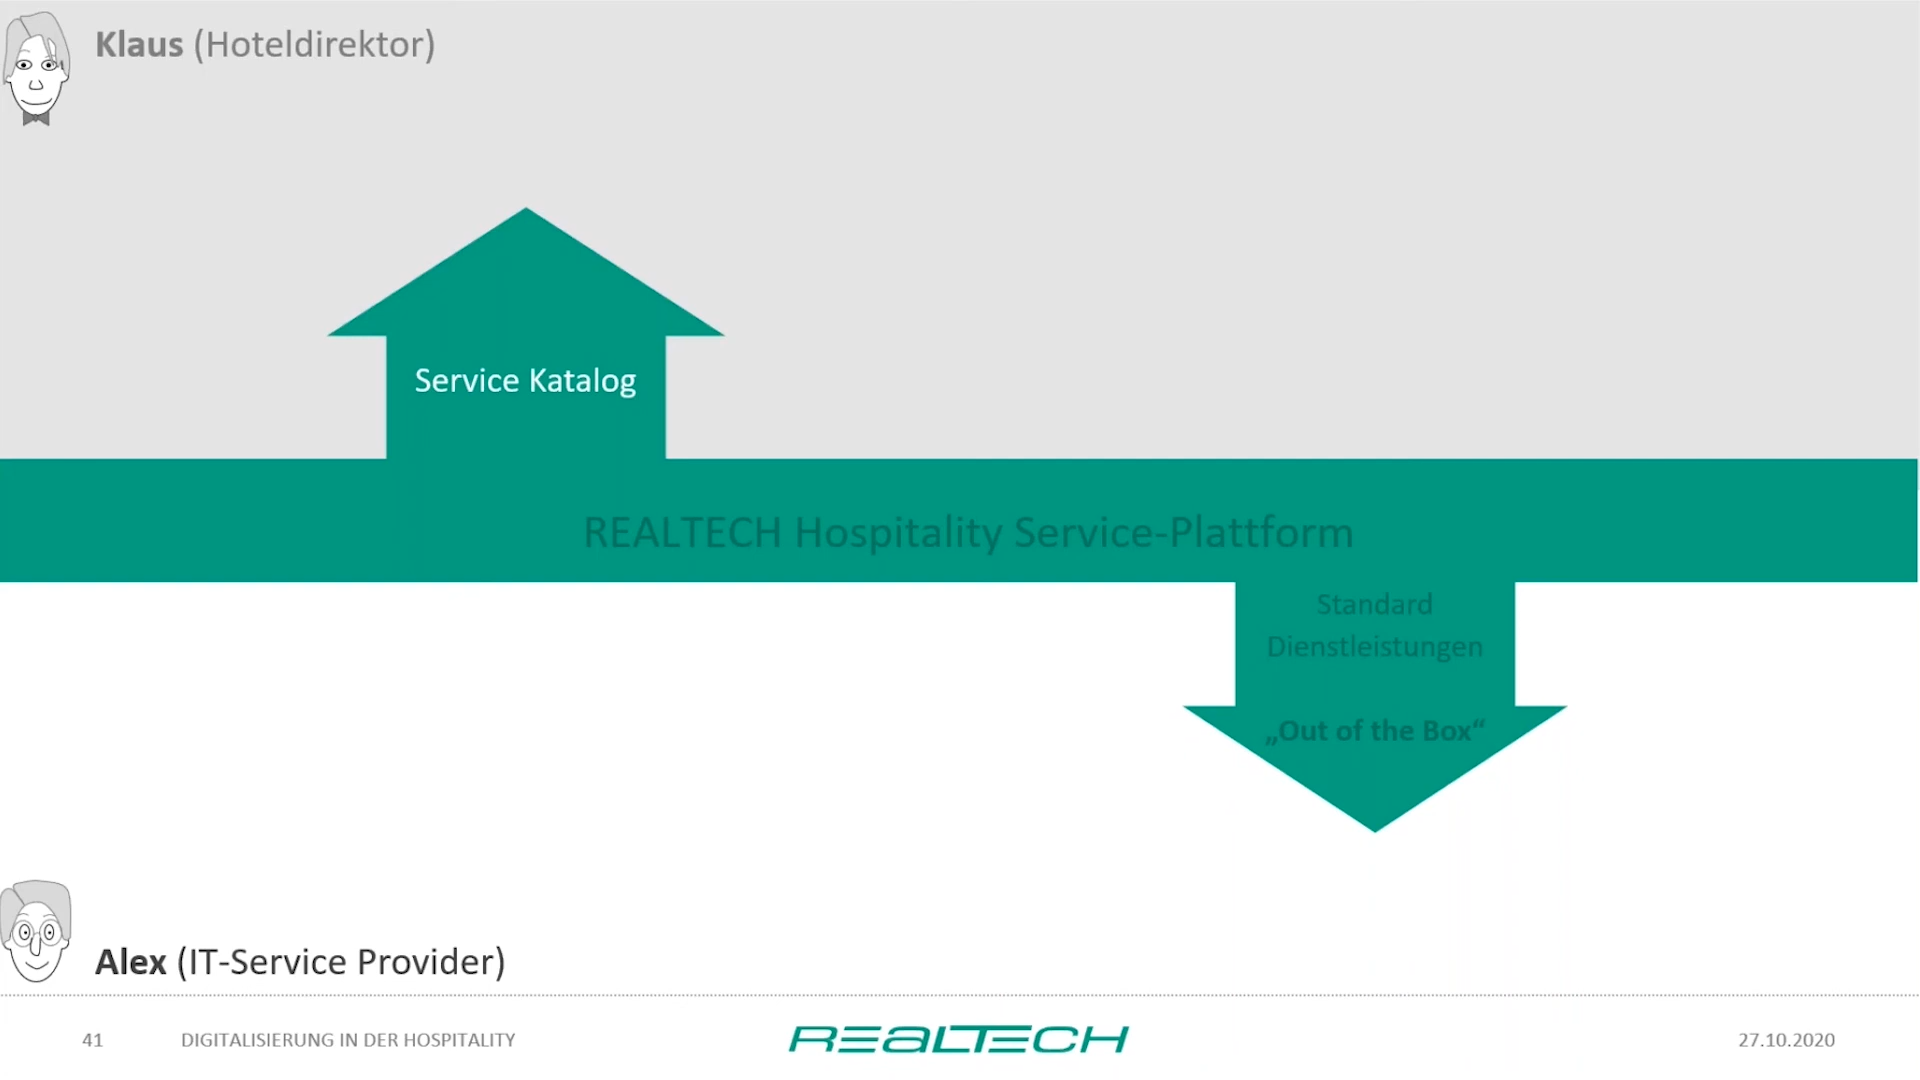 Klaus (Hoteldirektor)
Service Katalog
REALTECH Hospitality Service-Plattform
Standard
Dienstleistungen
„Out of the Box“
Alex (IT-Service Provider)
41
DIGITALISIERUNG IN DER HOSPITALITY
REALTECH
27.10.2020